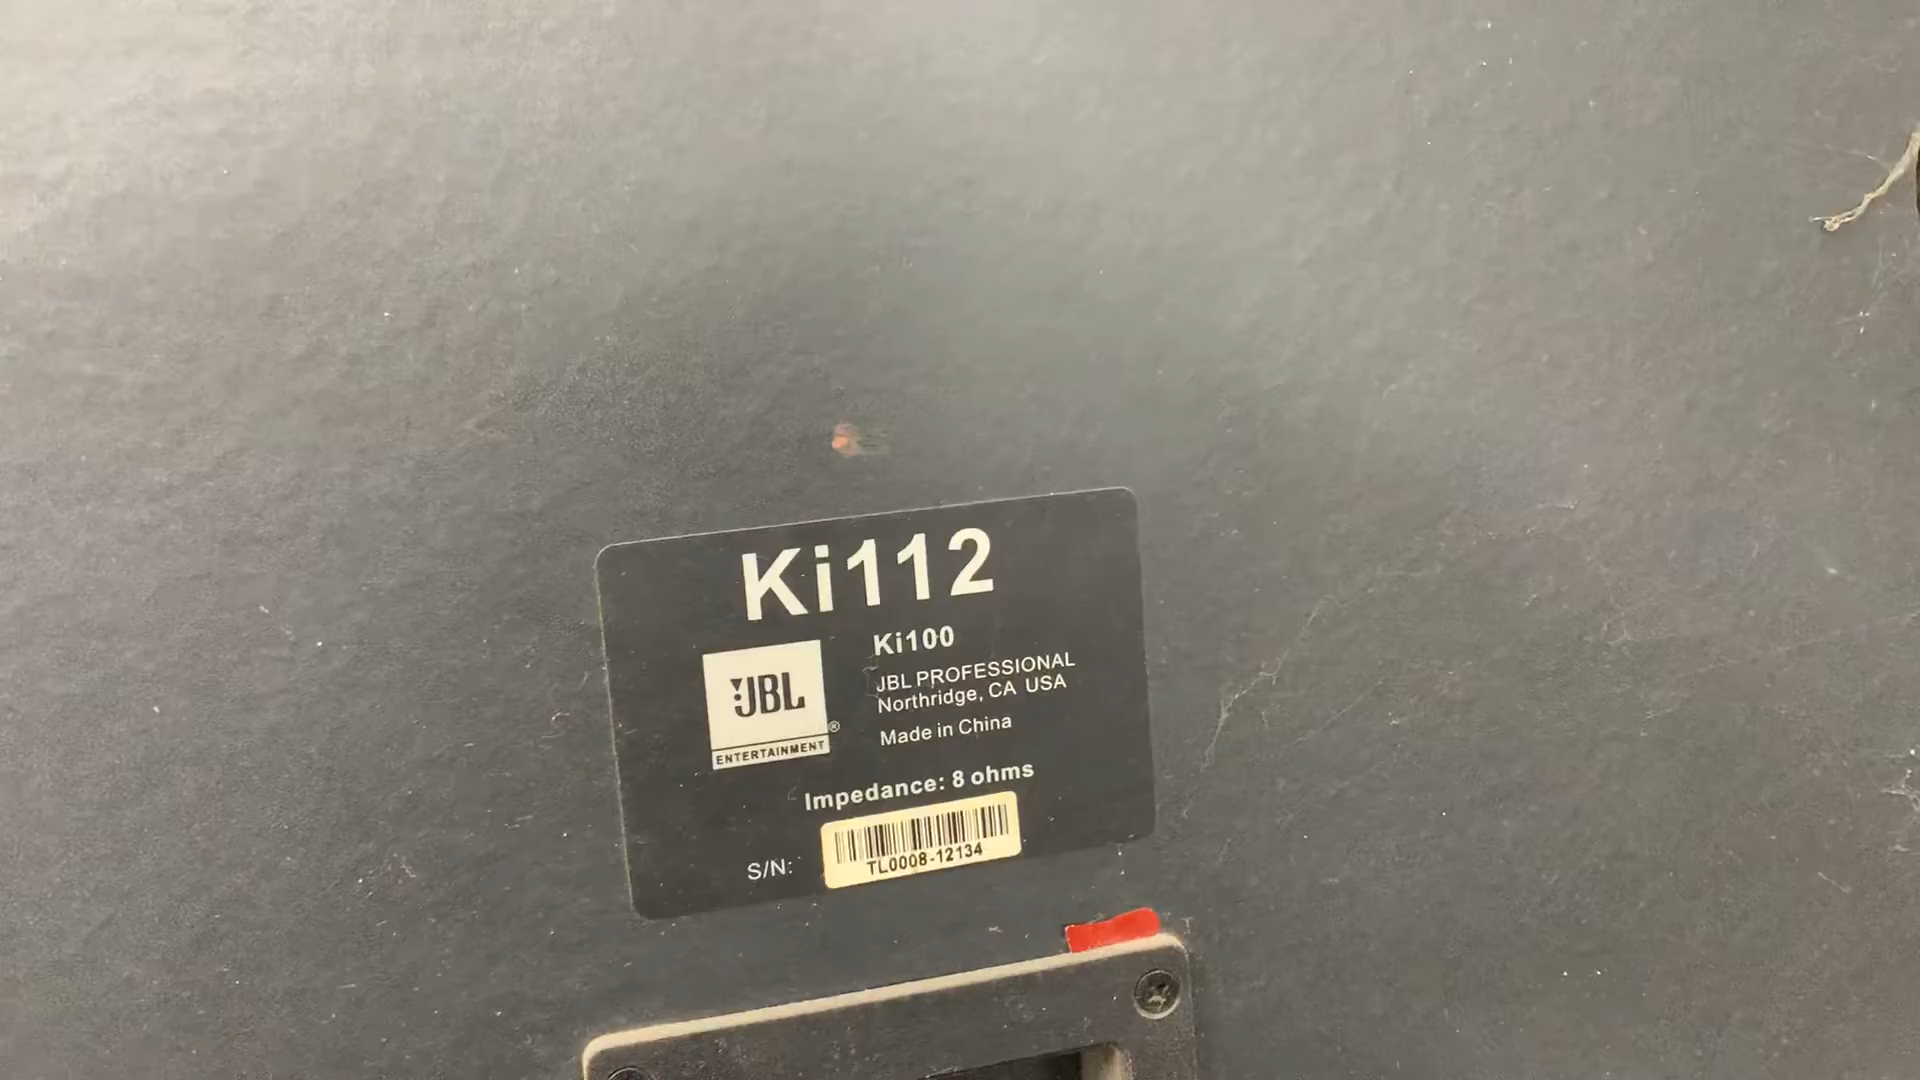 Ki112
Ki100
JBL PROFESSIONAL
Northridge, CA USA
Made in China
JBL
®
ENTERTAINMENT
Impedance: 8 ohms
S/N:
TL0008-12134